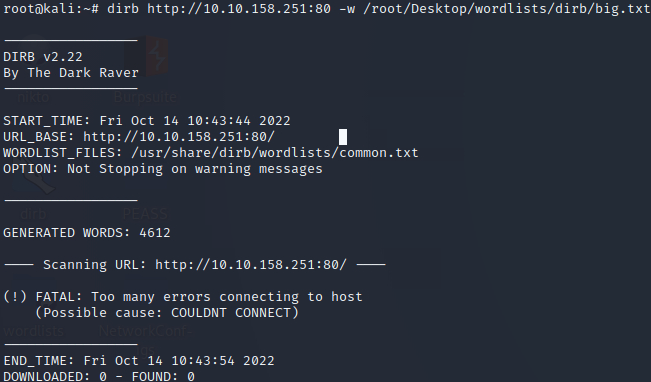 root@kali:~# dirb http://10.10.158.251:80 -w /root/Desktop/wordlists/dirb/big.txt
-----------------
DIRB v2.22
By The Dark Raver
-----------------
START_TIME: Fri Oct 14 10:43:44 2022
URL_BASE: http://10.10.158.251:80/
WORDLIST_FILES: /usr/share/dirb/wordlists/common.txt
OPTION: Not Stopping on warning messages
-----------------
GENERATED WORDS: 4612
---- Scanning URL: http://10.10.158.251:80/ ----
(!) FATAL: Too many errors connecting to host
(Possible cause: COULDNT CONNECT)
-----------------
END_TIME: Fri Oct 14 10:43:54 2022
DOWNLOADED: 0 - FOUND: 0